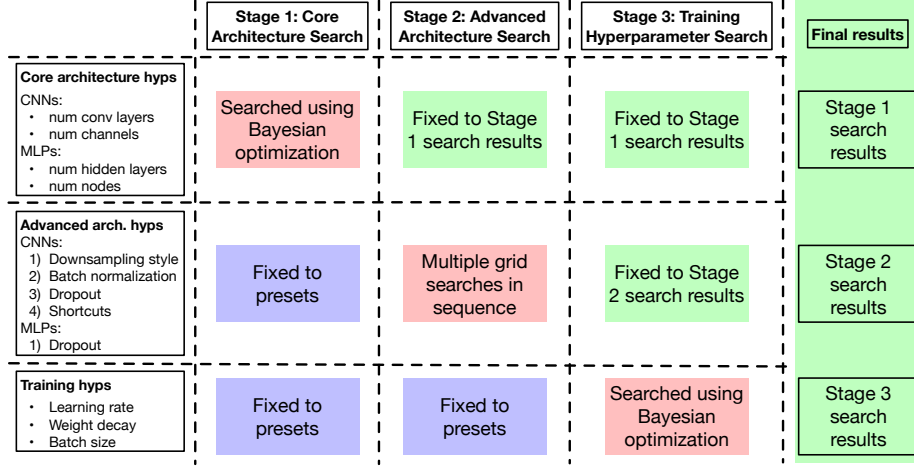 Stage 1: Core
Architecture Search
Stage 2: Advanced
Architecture Search
Stage 3: Training
Hyperparameter Search
Final results
Core architecture hyps
CNNs:
• num conv layers
• num channels
MLPs:
• num hidden layers
• num nodes
Searched using
Bayesian
optimization
Fixed to Stage
1 search results
Fixed to Stage
1 search results
Stage 1
search
results
Advanced arch. hyps
CNNs:
1) Downsampling style
2) Batch normalization
3) Dropout
4) Shortcuts
MLPs:
1) Dropout
Fixed to
presets
Multiple grid
searches in
sequence
Fixed to Stage
2 search results
Stage 2
search
results
Training hyps
• Learning rate
• Weight decay
• Batch size
Fixed to
presets
Fixed to
presets
Searched using
Bayesian
optimization
Stage 3
search
results